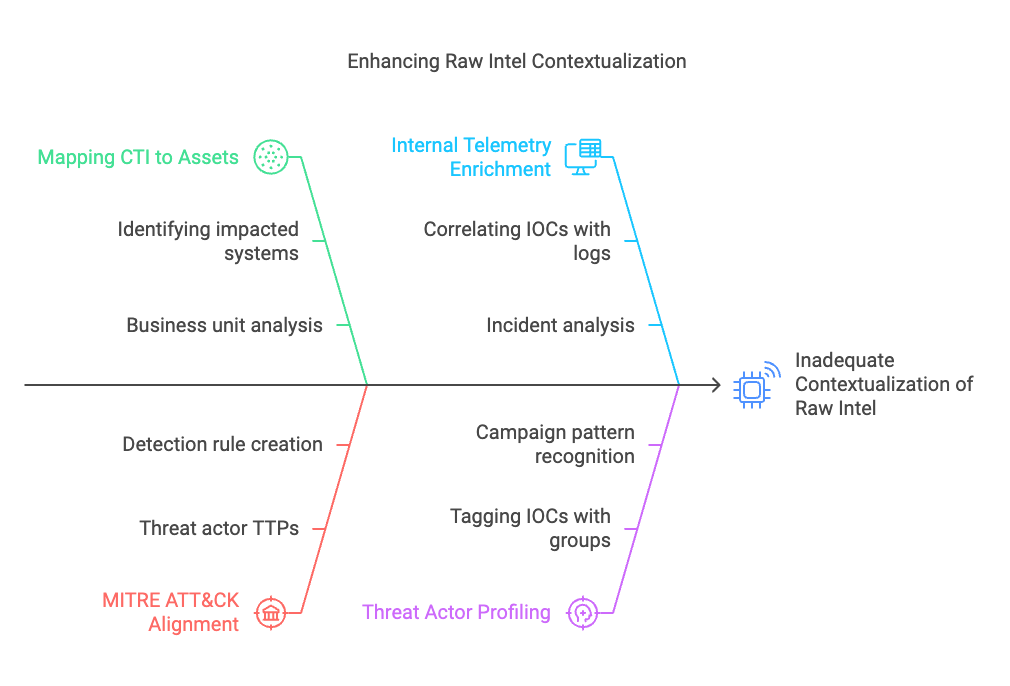 Enhancing Raw Intel Contextualization
Mapping CTI to Assets
Identifying impacted
systems
Business unit analysis
Internal Telemetry
Enrichment
Correlating IOCs with
logs
Incident analysis
Inadequate
Contextualization of
Raw Intel
Detection rule creation
Threat actor TTPs
MITRE ATT&CK
Alignment
Campaign pattern
recognition
Tagging IOCs with
groups
Threat Actor Profiling